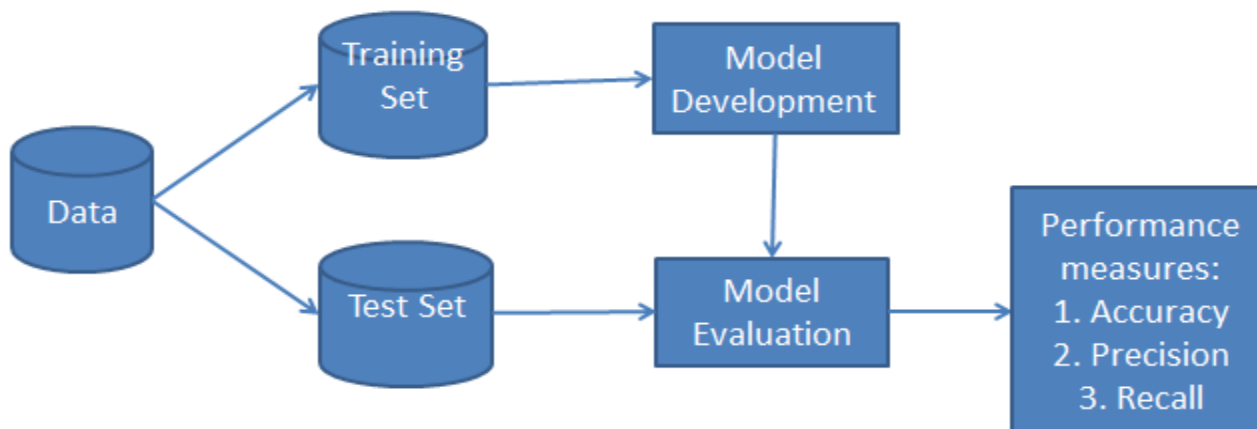 Training
Set
Model
Development
Data
Test Set
Model
Evaluation
Performance
measures:
1. Accuracy
2. Precision
3. Recall